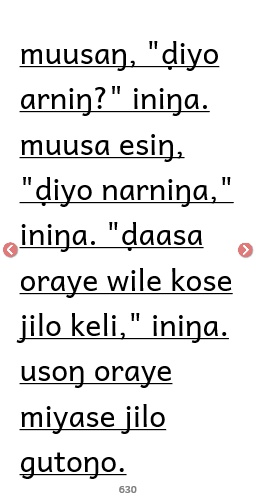 muusaŋ, "ḍiyo
arniŋ?" iniŋa.
muusa esiŋ,
"ḍiyo narniŋa,"
iniŋa. "ḍaasa
oraye wile kose
jilo keli," iniŋa.
usoŋ oraye
miyase jilo
gutoŋo.
630